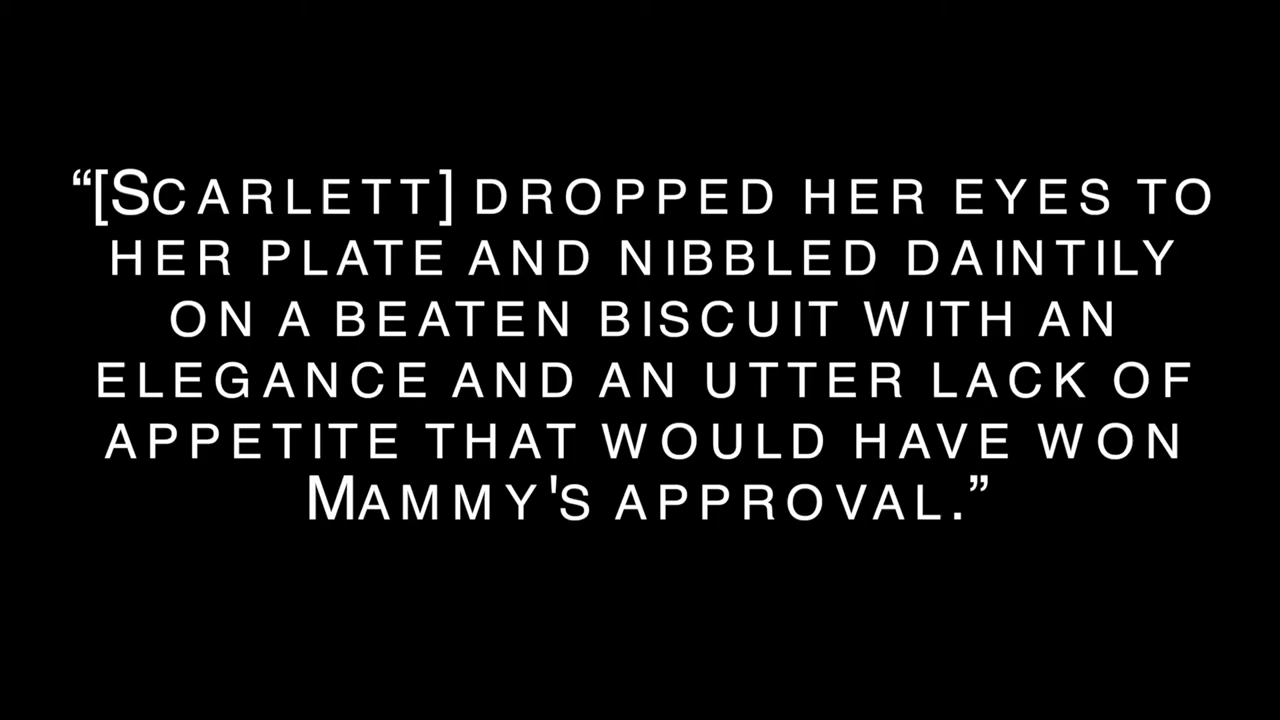 “[Scarlett] dropped her eyes to
her plate and nibbled daintily
on a beaten biscuit with an
elegance and an utter lack of
appetite that would have won
Mammy's approval.”